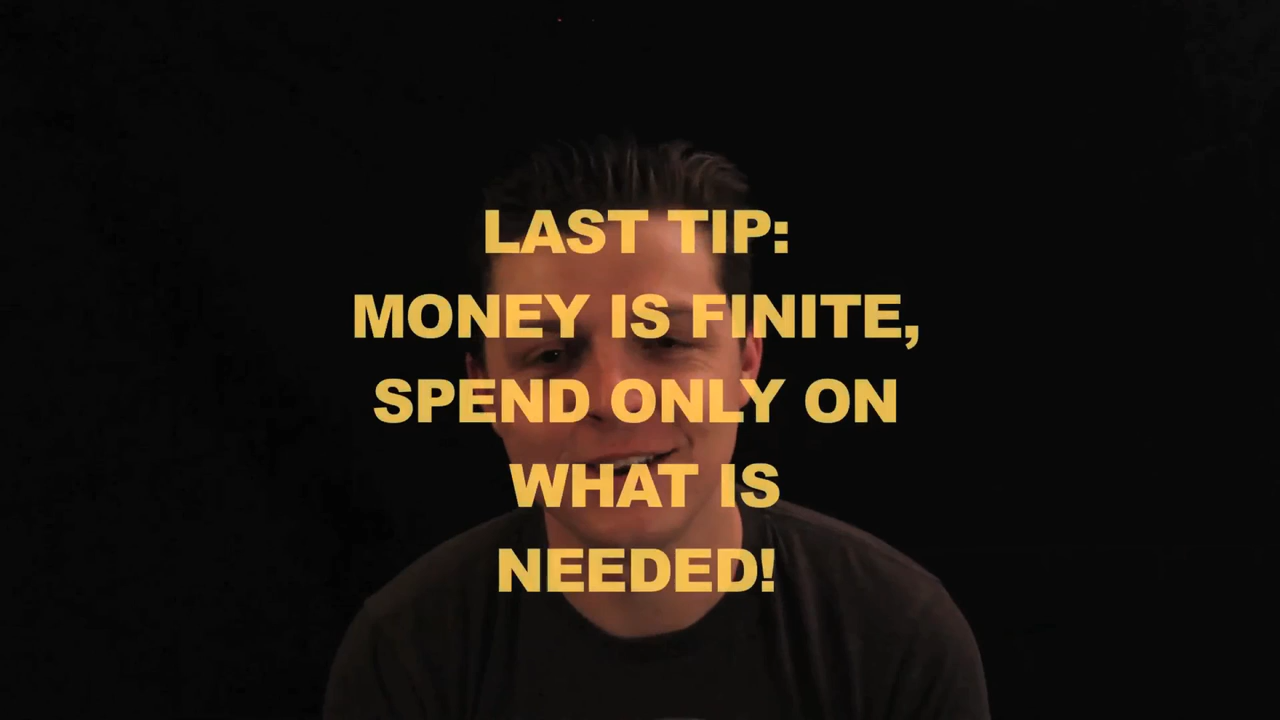 LAST TIP:
MONEY IS FINITE,
SPEND ONLY ON
WHAT IS
NEEDED!